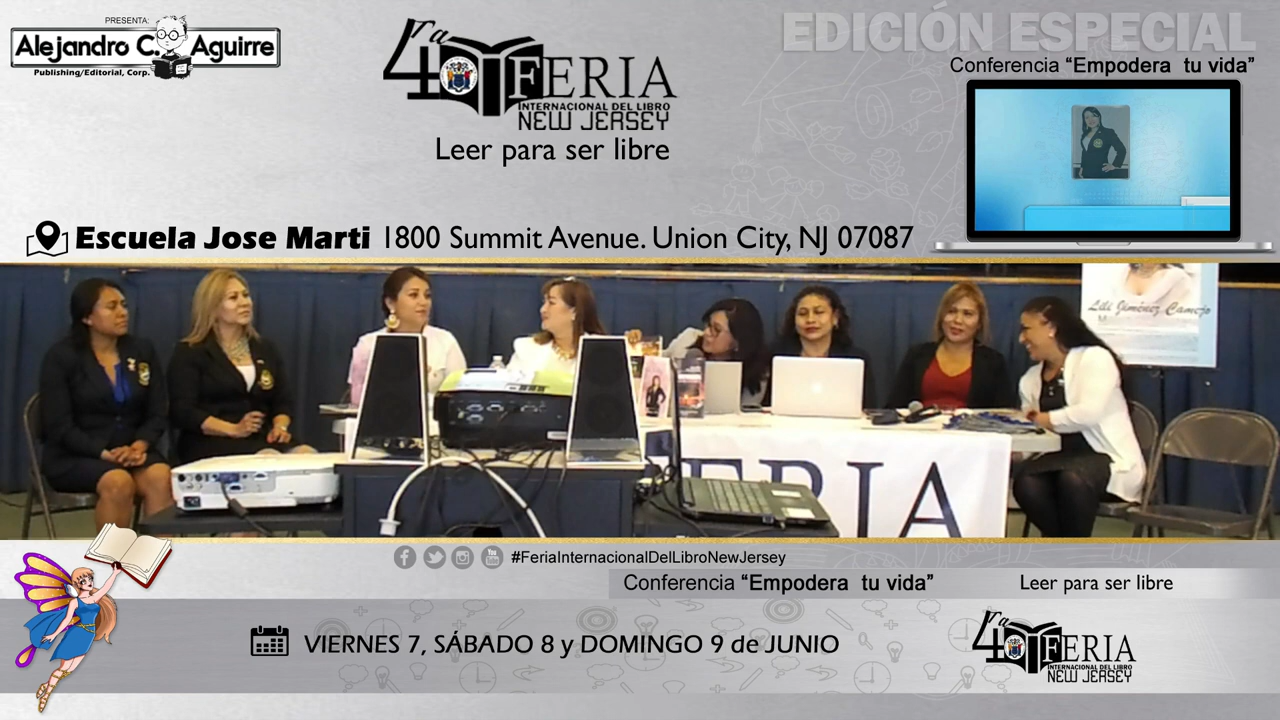 PRESENTA:
Alejandro C. Aguirre
Publishing/Editorial, Corp.
4ta FERIA
INTERNACIONAL DEL LIBRO
NEW JERSEY
Leer para ser libre
EDICIÓN ESPECIAL
Conferencia “Empodera tu vida”
Escuela Jose Marti 1800 Summit Avenue. Union City, NJ 07087
Lili Jiménez Camejo
FERIA
#FeriaInternacionalDelLibroNewJersey
Conferencia “Empodera tu vida”
Leer para ser libre
VIERNES 7, SÁBADO 8 y DOMINGO 9 de JUNIO
4ta FERIA
INTERNACIONAL DEL LIBRO
NEW JERSEY